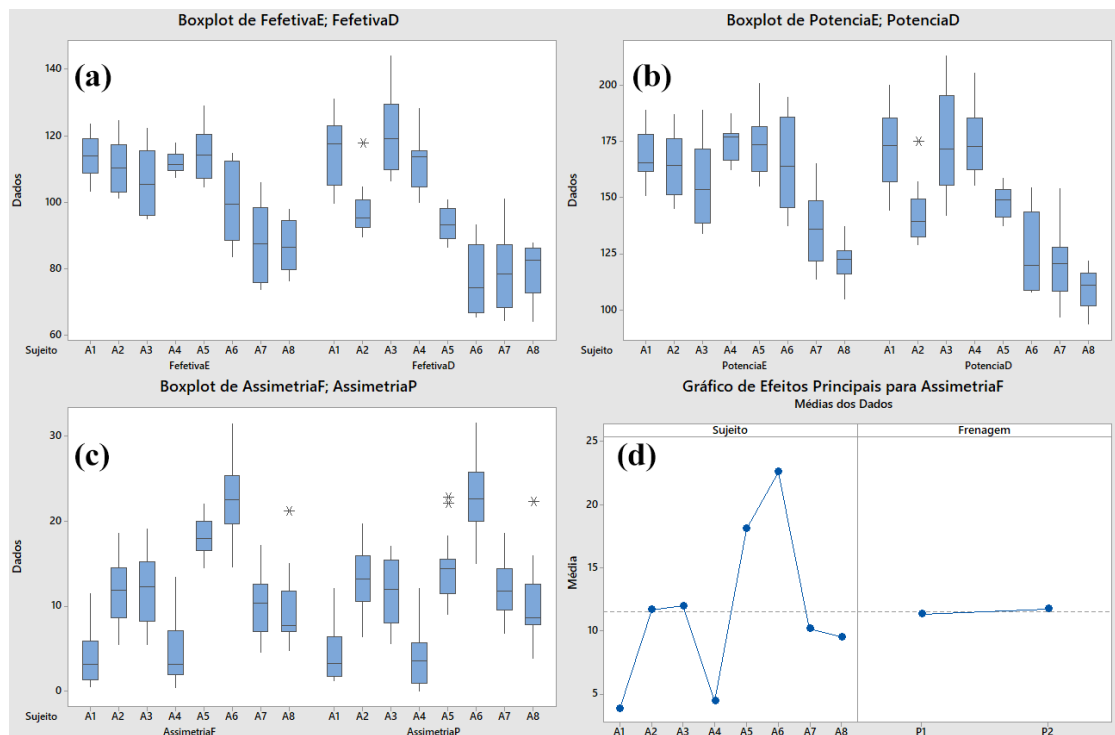 Boxplot de FefetivaE; FefetivaD
(a)
Dados
140
120
100
80
60
Sujeito A1 A2 A3 A4 A5 A6 A7 A8 A1 A2 A3 A4 A5 A6 A7 A8
FefetivaE FefetivaD
Boxplot de PotenciaE; PotenciaD
(b)
Dados
200
175
150
125
100
Sujeito A1 A2 A3 A4 A5 A6 A7 A8 A1 A2 A3 A4 A5 A6 A7 A8
PotenciaE PotenciaD
Boxplot de AssimetriaF; AssimetriaP
(c)
Dados
30
20
10
0
Sujeito A1 A2 A3 A4 A5 A6 A7 A8 A1 A2 A3 A4 A5 A6 A7 A8
AssimetriaF AssimetriaP
Gráfico de Efeitos Principais para AssimetriaF
Médias dos Dados
Sujeito Frenagem
(d)
Média
25
20
15
10
5
A1 A2 A3 A4 A5 A6 A7 A8 P1 P2